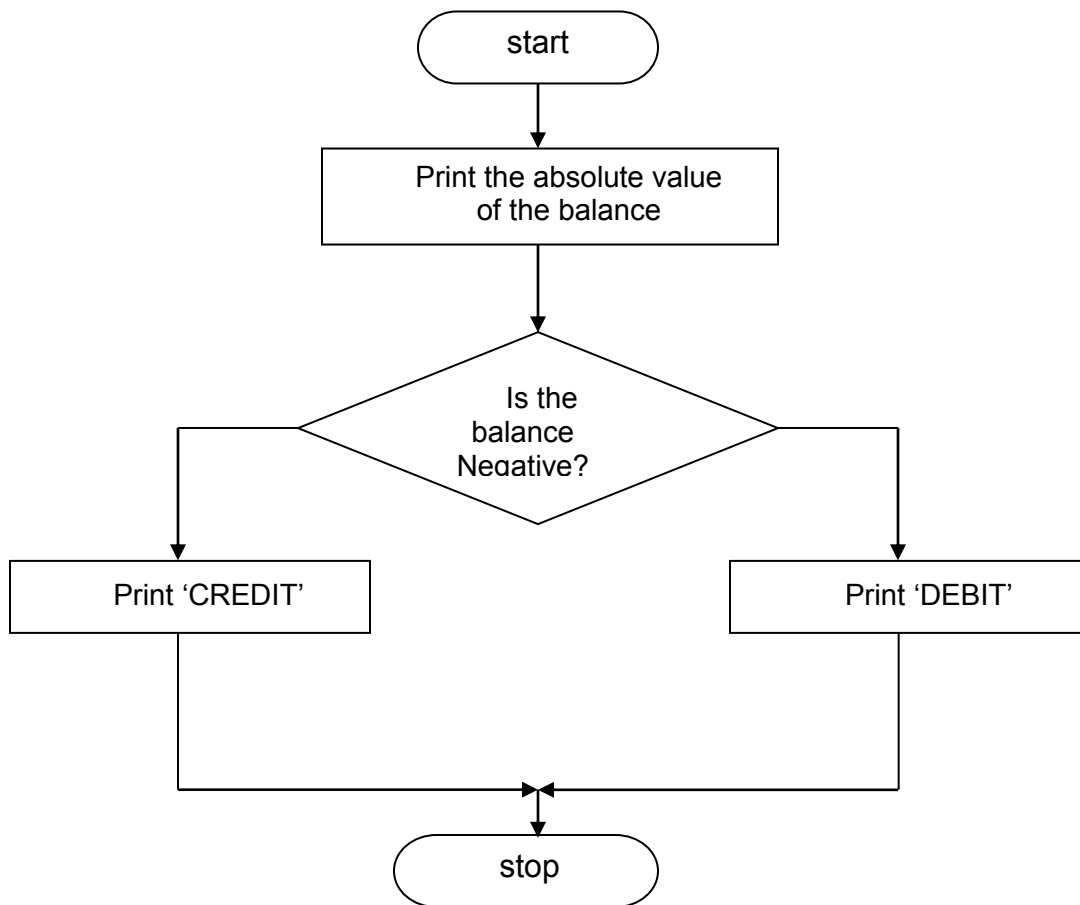 start
Print the absolute value
of the balance
Is the
balance
Negative?
Print ‘CREDIT’
Print ‘DEBIT’
stop